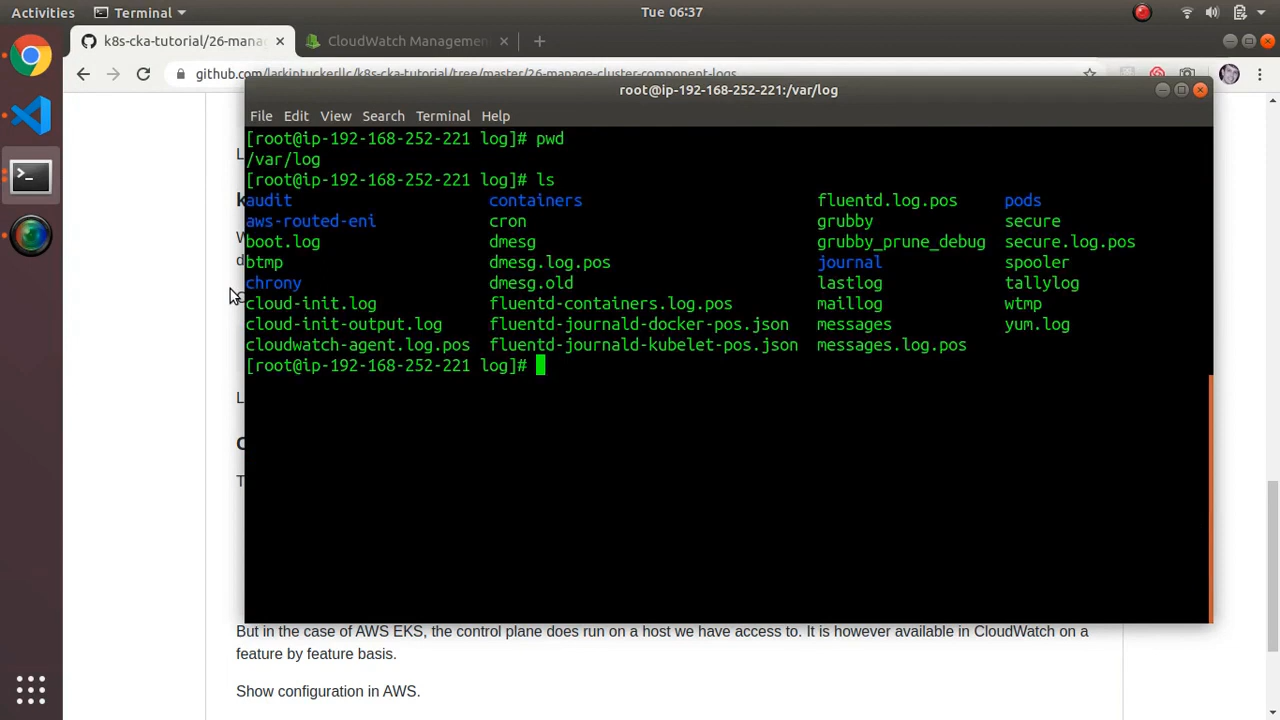 Activities Terminal Tue 06:37
k8s-cka-tutorial/26-mana CloudWatch Managemen
github.com/larkintuckerllc/k8s-cka-tutorial/tree/master/26-manage-cluster-component-logs
root@ip-192-168-252-221:/var/log
File Edit View Search Terminal Help
[root@ip-192-168-252-221 log]# pwd
/var/log
[root@ip-192-168-252-221 log]# ls
audit containers fluentd.log.pos pods
aws-routed-eni cron grubby secure
boot.log dmesg grubby_prune_debug secure.log.pos
btmp dmesg.log.pos journal spooler
chrony dmesg.old lastlog tallylog
cloud-init.log fluentd-containers.log.pos maillog wtmp
cloud-init-output.log fluentd-journald-docker-pos.json messages yum.log
cloudwatch-agent.log.pos fluentd-journald-kubelet-pos.json messages.log.pos
[root@ip-192-168-252-221 log]#
But in the case of AWS EKS, the control plane does run on a host we have access to. It is however available in CloudWatch on a
feature by feature basis.
Show configuration in AWS.